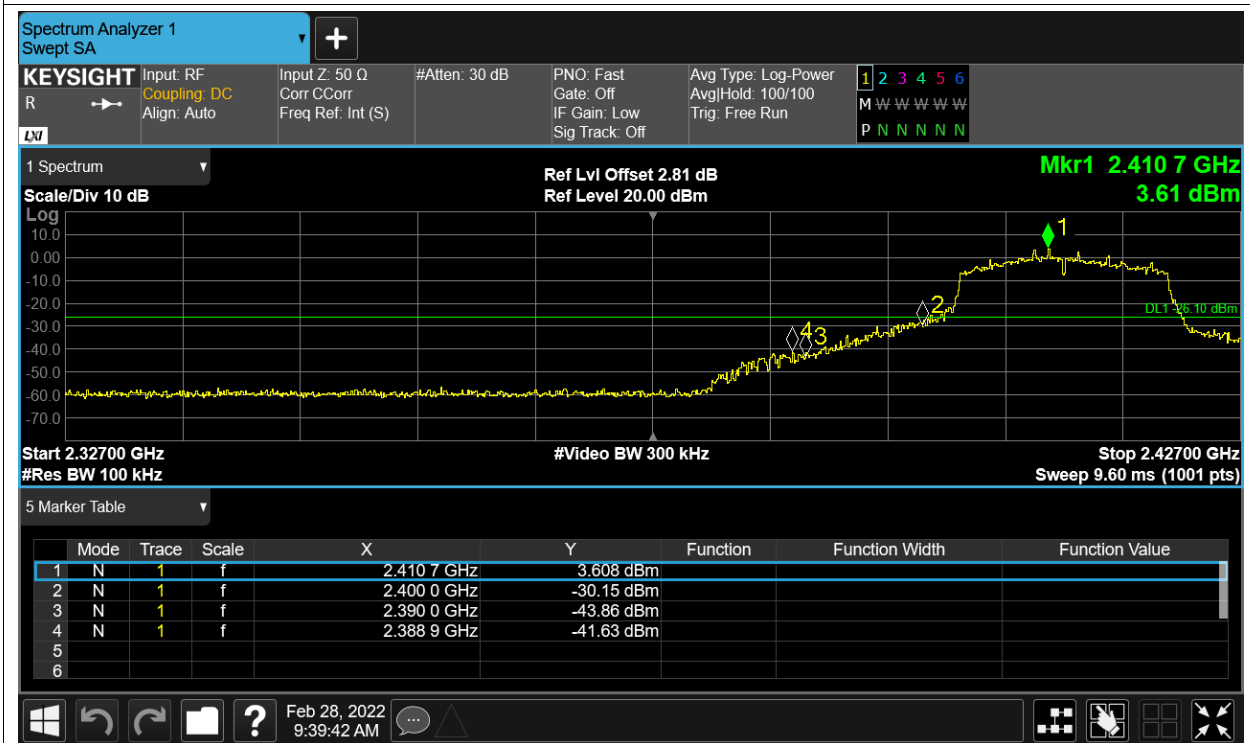 Spectrum Analyzer 1
Swept SA
+
KEYSIGHT Input: RF Input Z: 50 Ω #Atten: 30 dB PNO: Fast Avg Type: Log-Power 1 2 3 4 5 6
R Coupling: DC Corr CCorr Gate: Off Avg|Hold: 100/100 M W W W W W
Align: Auto Freq Ref: Int (S) IF Gain: Low Trig: Free Run
LXI Sig Track: Off P N N N N N
1 Spectrum Ref Lvl Offset 2.81 dB Mkr1 2.410 7 GHz
Scale/Div 10 dB Ref Level 20.00 dBm 3.61 dBm
Log
1
10.0
0.00
-10.0
-20.0
2
DL1 -26.10 dBm
-30.0
4 3
-40.0
-50.0
-60.0
-70.0
Start 2.32700 GHz #Video BW 300 kHz Stop 2.42700 GHz
#Res BW 100 kHz Sweep 9.60 ms (1001 pts)
5 Marker Table
Mode Trace Scale X Y Function Function Width Function Value
1 N 1 f 2.410 7 GHz 3.608 dBm
2 N 1 f 2.400 0 GHz -30.15 dBm
3 N 1 f 2.390 0 GHz -43.86 dBm
4 N 1 f 2.388 9 GHz -41.63 dBm
5
6
? Feb 28, 2022
9:39:42 AM